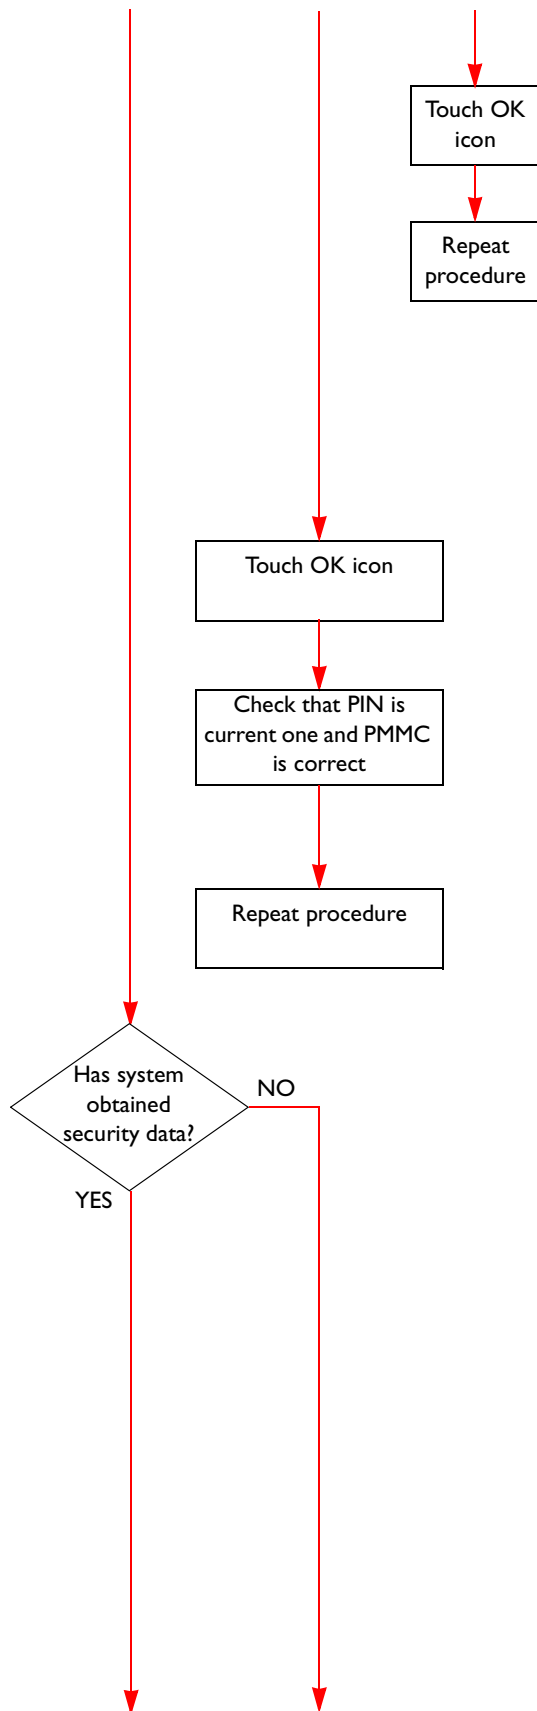 Touch OK
icon
Repeat
procedure
Touch OK icon
Check that PIN is
current one and PMMC
is correct
Repeat procedure
Has system
obtained
security data?
NO
YES